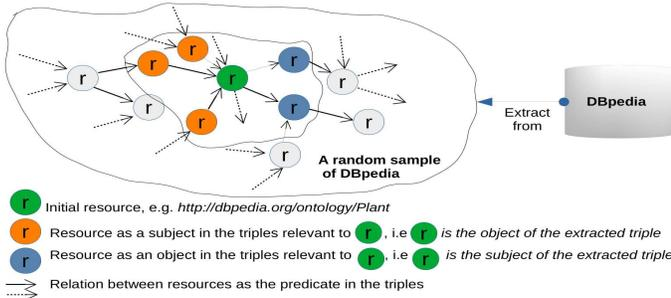 r
r
r
r
r
r
r
r
r
r
r
DBpedia
Extract
from
A random sample
of DBpedia
r Initial resource, e.g. http://dbpedia.org/ontology/Plant
r Resource as a subject in the triples relevant to r , i.e r is the object of the extracted triple
r Resource as an object in the triples relevant to r , i.e r is the subject of the extracted triple
Relation between resources as the predicate in the triples